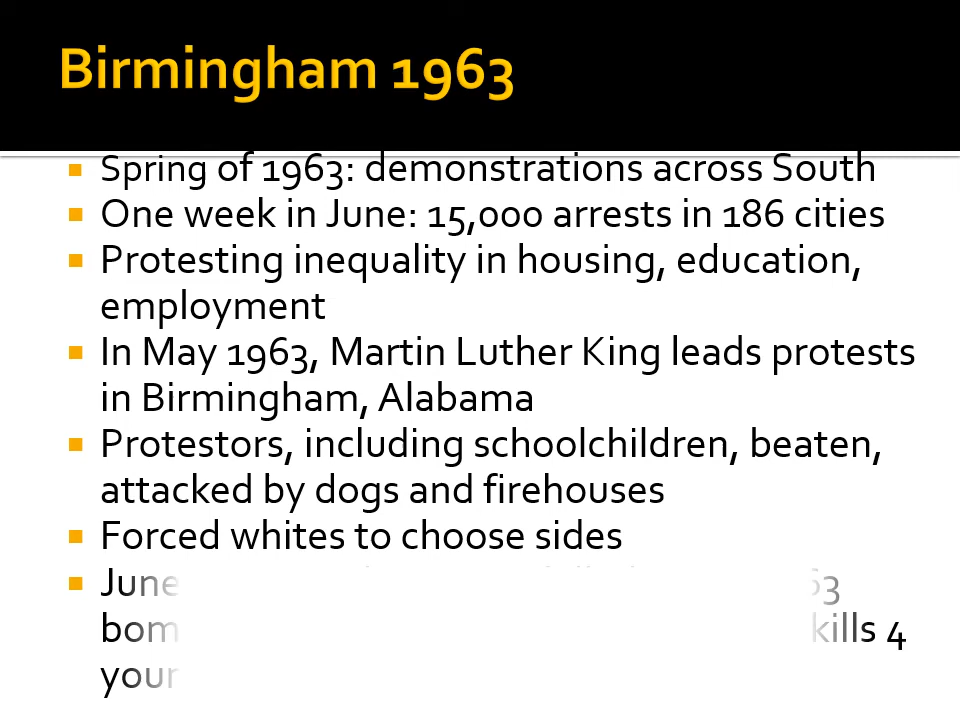 Birmingham 1963
Spring of 1963: demonstrations across South
One week in June: 15,000 arrests in 186 cities
Protesting inequality in housing, education,
employment
In May 1963, Martin Luther King leads protests
in Birmingham, Alabama
Protestors, including schoolchildren, beaten,
attacked by dogs and firehouses
Forced whites to choose sides
June
kills 4